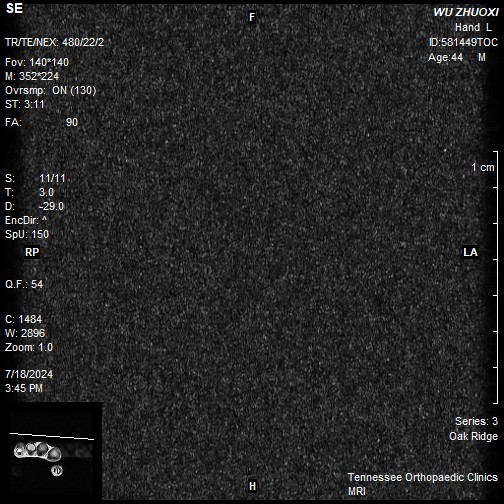 SE
WU ZHUOXI
F
Hand L
TR/TE/NEX: 480/22/2
ID:581449TOC
Age:44 M
Fov: 140*140
M: 352*224
Ovrsmp: ON (130)
ST: 3:11
FA: 90
1 cm
S: 11/11
T: 3.0
D: -29.0
EncDir: ^
SpU: 150
RP
LA
Q.F.: 54
C: 1484
W: 2896
Zoom: 1.0
7/18/2024
3:45 PM
Series: 3
Oak Ridge
Tennessee Orthopaedic Clinics
H
MRI